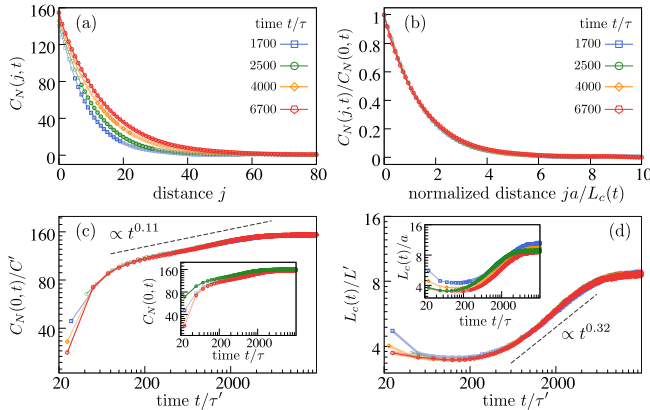 (a)
time t/τ
1700
2500
4000
6700
C_N(j,t)
160
120
80
40
0
0 20 40 60 80
distance j
(b)
time t/τ
1700
2500
4000
6700
C_N(j,t)/C_N(0,t)
1
0.8
0.6
0.4
0.2
0
0 2 4 6 8 10
normalized distance ja/L_c(t)
(c)
∝ t^0.11
C_N(0,t)/C′
160
80
40
20 200 2000
time t/τ′
C_N(0,t)
160
80
40
20 200 2000
time t/τ
(d)
∝ t^0.32
L_c(t)/L′
16
8
4
20 200 2000
time t/τ′
L_c(t)/a
16
8
4
20 200 2000
time t/τ